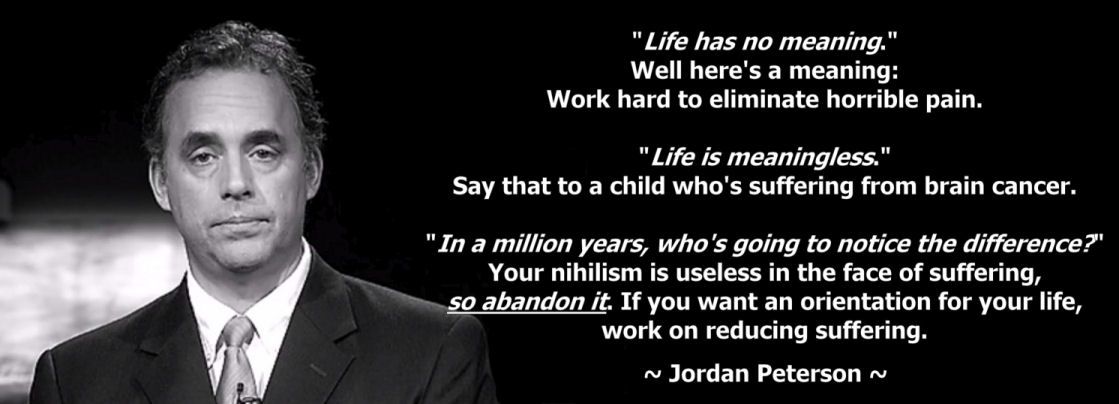 "Life has no meaning."
Well here's a meaning:
Work hard to eliminate horrible pain.
"Life is meaningless."
Say that to a child who's suffering from brain cancer.
"In a million years, who's going to notice the difference?"
Your nihilism is useless in the face of suffering,
so abandon it. If you want an orientation for your life,
work on reducing suffering.
~ Jordan Peterson ~